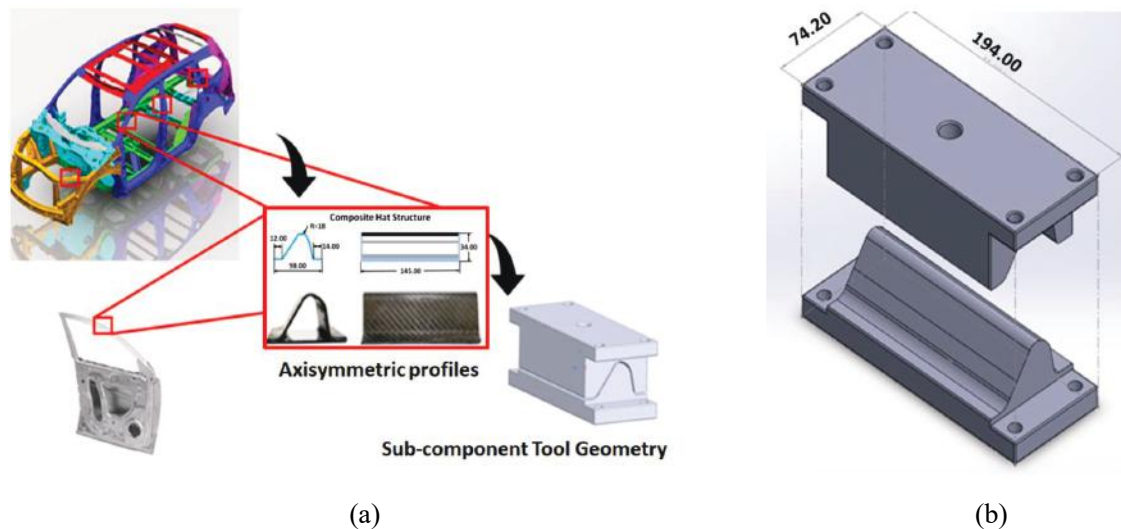 Composite Hat Structure
R=18
12.00
14.00
98.00
34.00
145.00
Axisymmetric profiles
Sub-component Tool Geometry
(a)
74.20
194.00
(b)